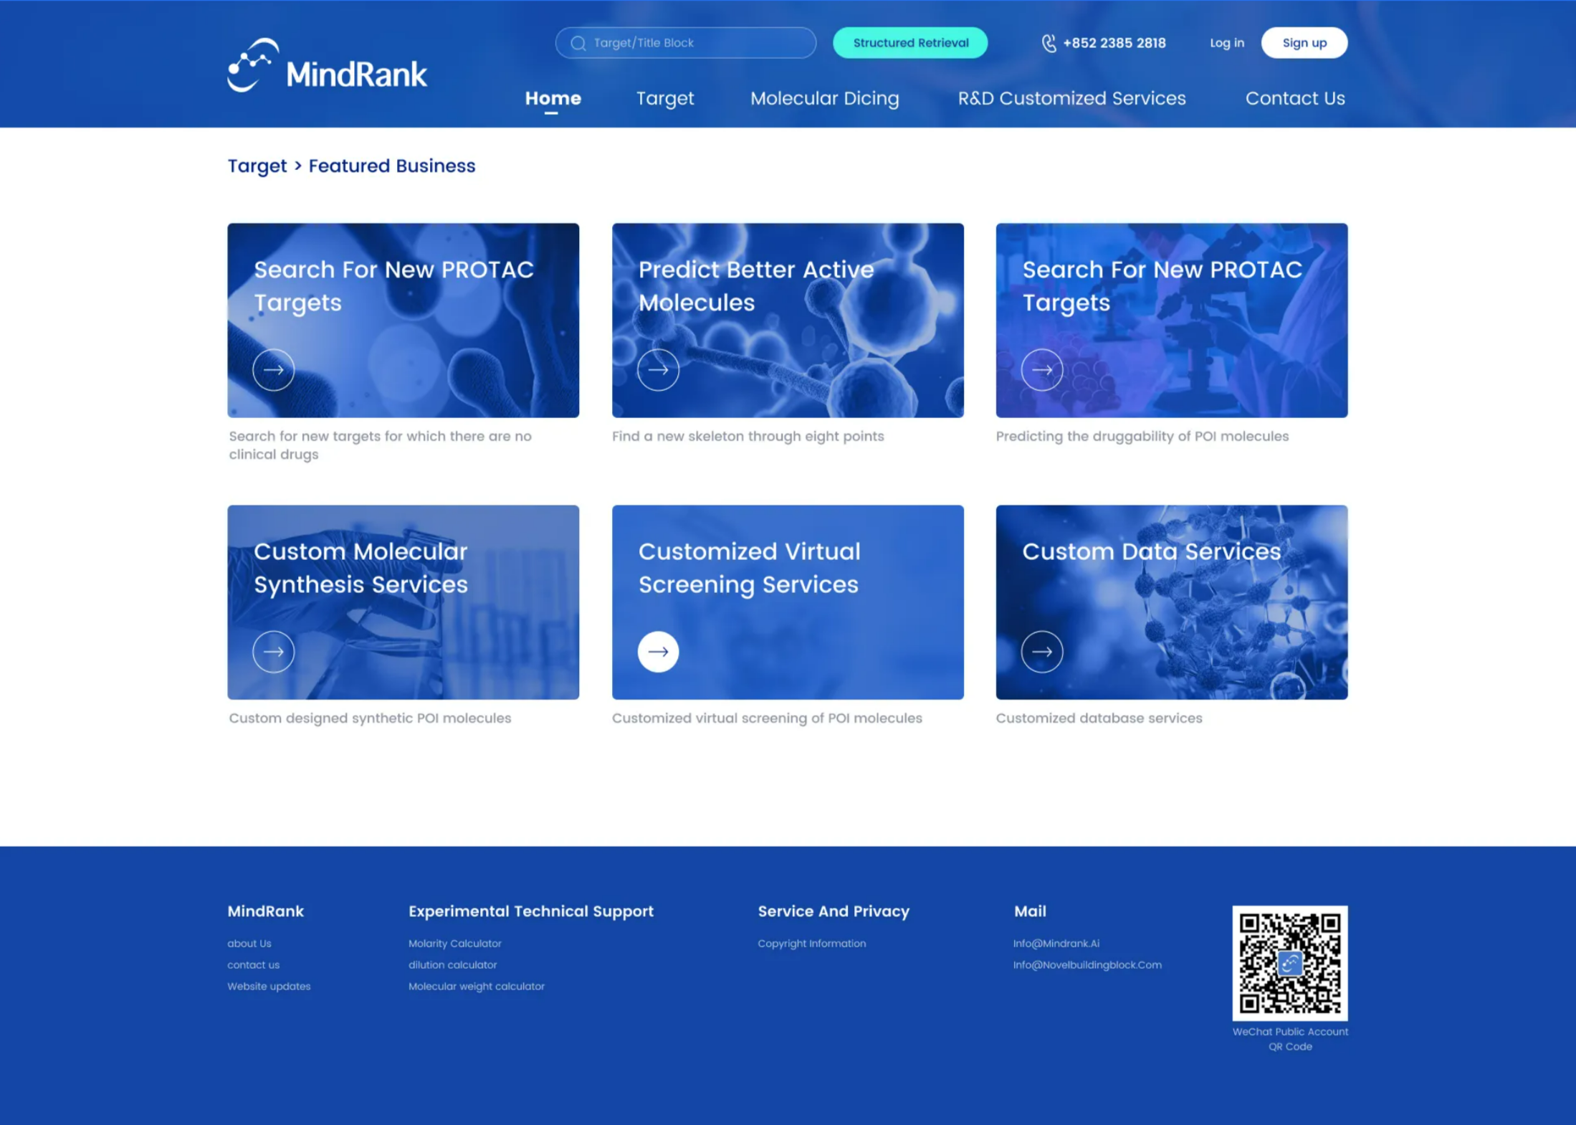 MindRank
Target/Title Block
Structured Retrieval
+852 2385 2818
Log in
Sign up
Home
Target
Molecular Dicing
R&D Customized Services
Contact Us
Target > Featured Business
Search For New PROTAC
Targets
Search for new targets for which there are no
clinical drugs
Predict Better Active
Molecules
Find a new skeleton through eight points
Search For New PROTAC
Targets
Predicting the druggability of POI molecules
Custom Molecular
Synthesis Services
Custom designed synthetic POI molecules
Customized Virtual
Screening Services
Customized virtual screening of POI molecules
Custom Data Services
Customized database services
MindRank
about Us
contact us
Website updates
Experimental Technical Support
Molarity Calculator
dilution calculator
Molecular weight calculator
Service And Privacy
Copyright Information
Mail
Info@Mindrank.Ai
Info@Novelbuildingblock.Com
WeChat Public Account
QR Code